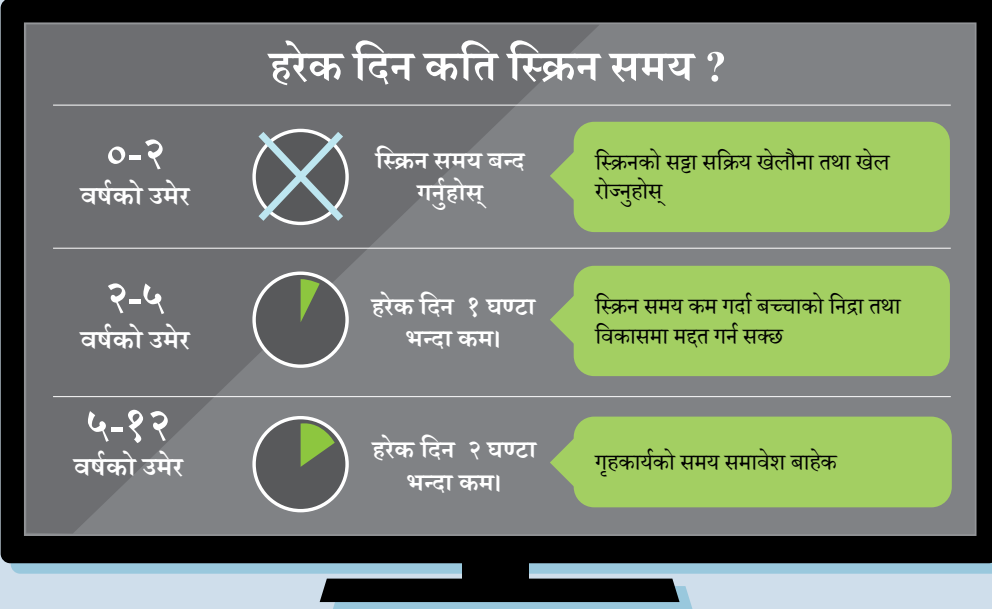 हरेक दिन कति स्क्रिन समय ?
०-२
वर्षको उमेर
स्क्रिन समय बन्द
गर्नुहोस्
स्क्रिनको सट्टा सक्रिय खेलौना तथा खेल
रोज्नुहोस्
२-५
वर्षको उमेर
हरेक दिन १ घण्टा
भन्दा कम।
स्क्रिन समय कम गर्दा बच्चाको निद्रा तथा
विकासमा मद्दत गर्न सक्छ
५-१२
वर्षको उमेर
हरेक दिन २ घण्टा
भन्दा कम।
गृहकार्यको समय समावेश बाहेक